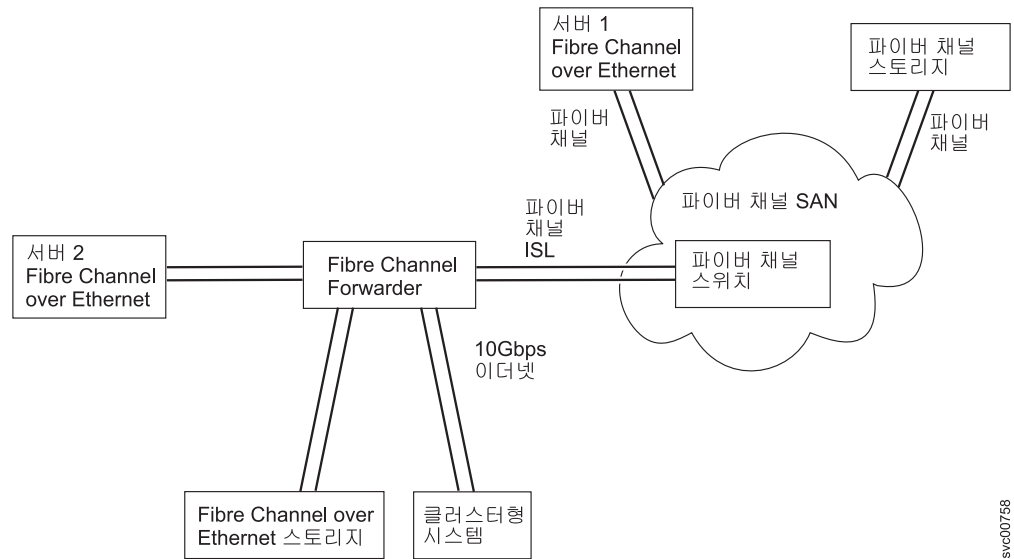 서버 1
Fibre Channel
over Ethernet
파이버 채널
스토리지
파이버
채널
파이버
채널
파이버 채널 SAN
파이버
채널
ISL
서버 2
Fibre Channel
over Ethernet
Fibre Channel
Forwarder
파이버 채널
스위치
10Gbps
이더넷
Fibre Channel over
Ethernet 스토리지
클러스터형
시스템
svc00758